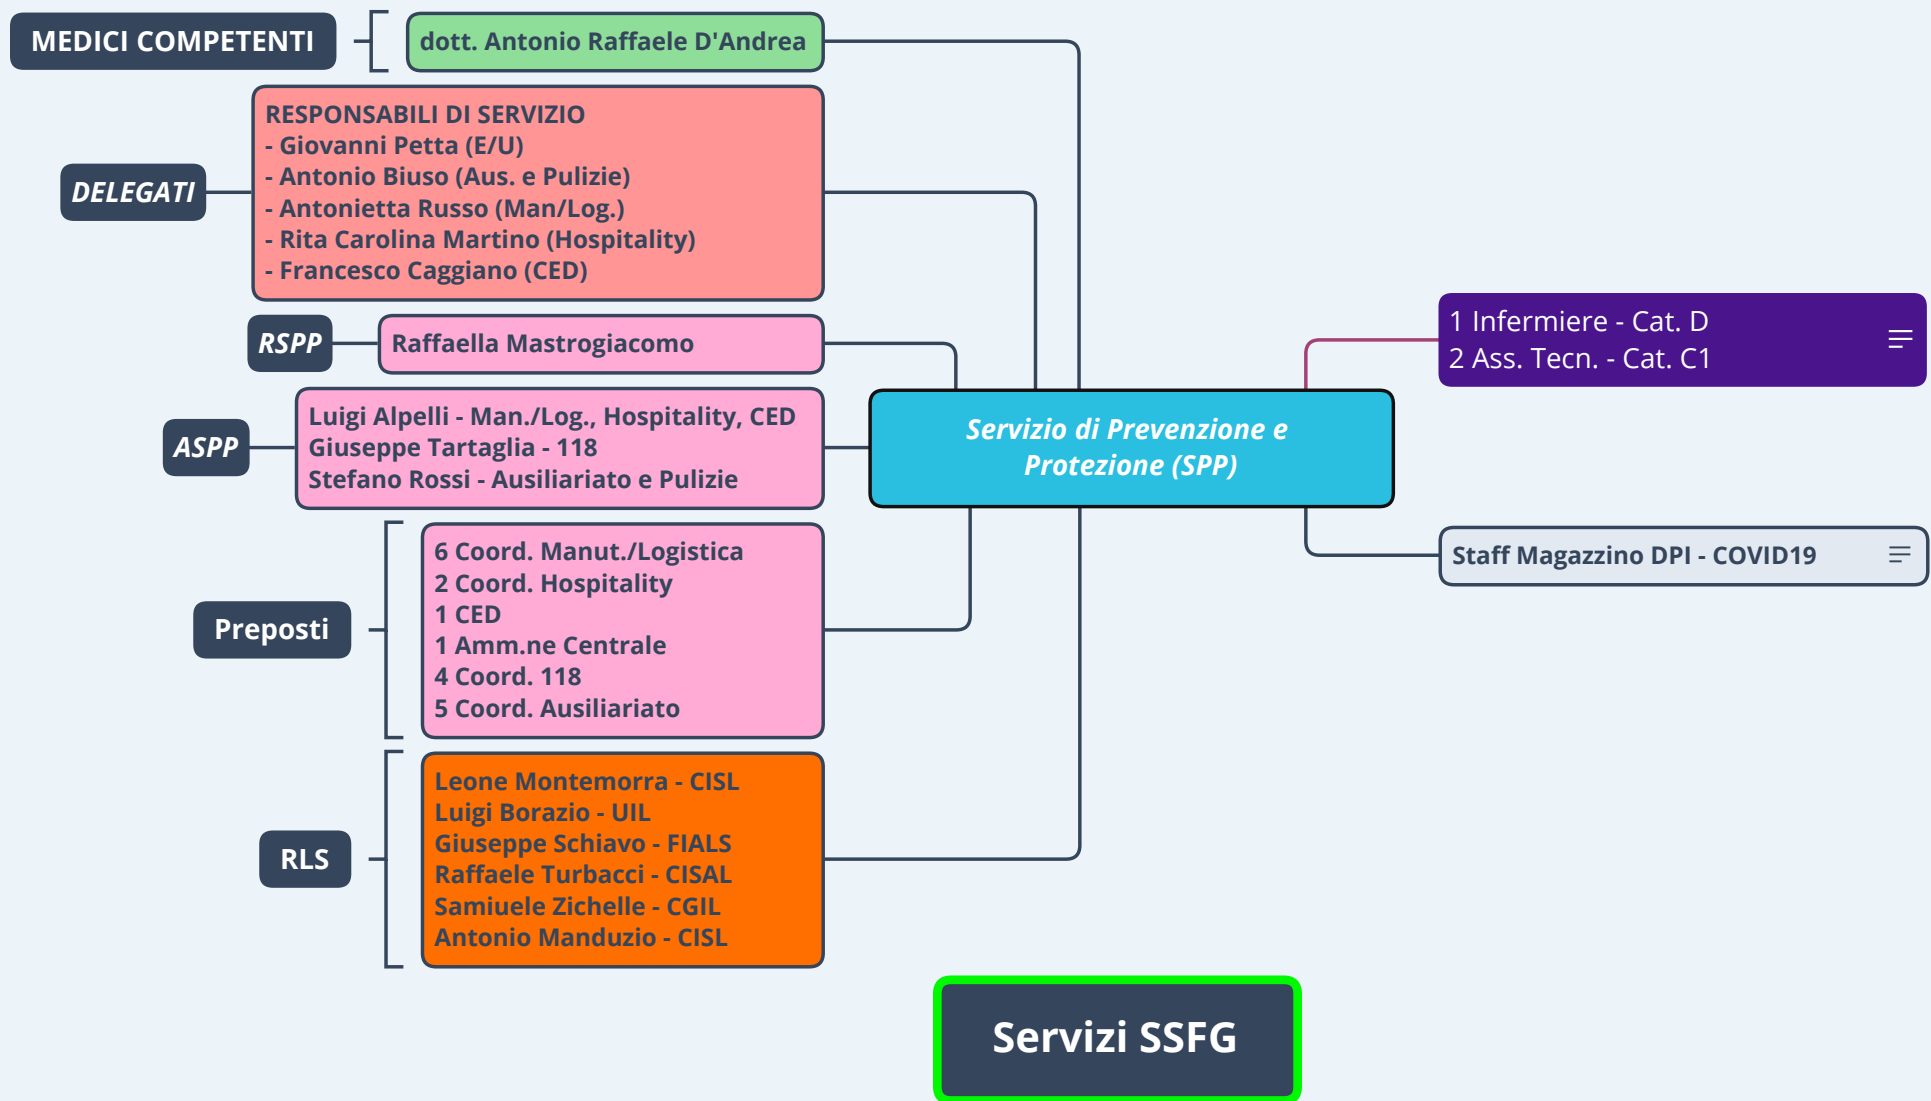 MEDICI COMPETENTI
dott. Antonio Raffaele D'Andrea
DELEGATI
RESPONSABILI DI SERVIZIO
- Giovanni Petta (E/U)
- Antonio Biuso (Aus. e Pulizie)
- Antonietta Russo (Man/Log.)
- Rita Carolina Martino (Hospitality)
- Francesco Caggiano (CED)
RSPP
Raffaella Mastrogiacomo
ASPP
Luigi Alpelli - Man./Log., Hospitality, CED
Giuseppe Tartaglia - 118
Stefano Rossi - Ausiliariato e Pulizie
Preposti
6 Coord. Manut./Logistica
2 Coord. Hospitality
1 CED
1 Amm.ne Centrale
4 Coord. 118
5 Coord. Ausiliariato
RLS
Leone Montemorra - CISL
Luigi Borazio - UIL
Giuseppe Schiavo - FIALS
Raffaele Turbacci - CISAL
Samiuele Zichelle - CGIL
Antonio Manduzio - CISL
Servizio di Prevenzione e
Protezione (SPP)
1 Infermiere - Cat. D
2 Ass. Tecn. - Cat. C1
Staff Magazzino DPI - COVID19
Servizi SSFG